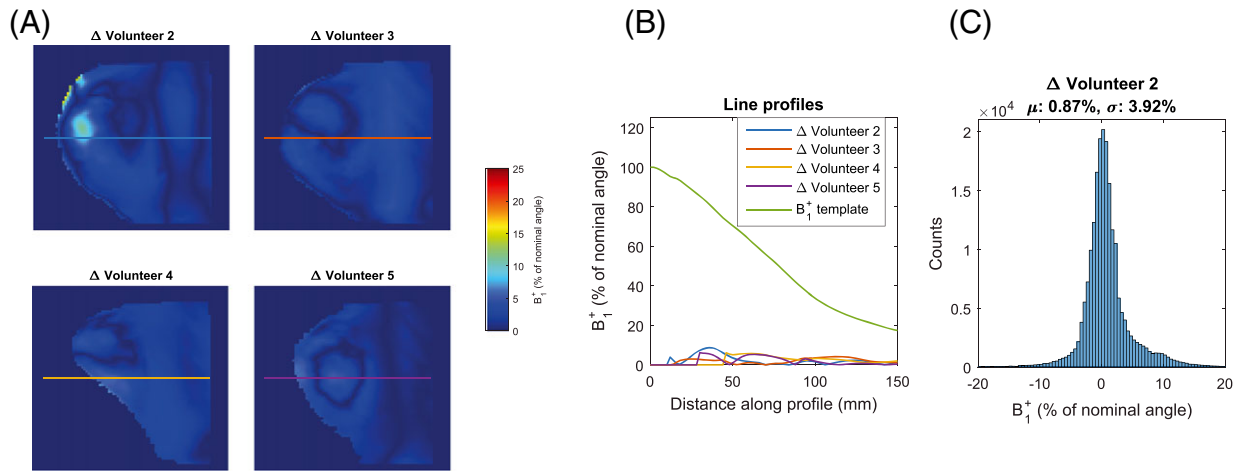 (A)
Δ Volunteer 2
Δ Volunteer 3
Δ Volunteer 4
Δ Volunteer 5
25
20
15
10
5
0
B₁⁺ (% of nominal angle)
(B)
Line profiles
Δ Volunteer 2
Δ Volunteer 3
Δ Volunteer 4
Δ Volunteer 5
B₁⁺ template
120
100
80
60
40
20
0
B₁⁺ (% of nominal angle)
0 50 100 150
Distance along profile (mm)
(C)
Δ Volunteer 2
μ: 0.87%, σ: 3.92%
×10⁴
2
1.5
1
0.5
0
Counts
-20 -10 0 10 20
B₁⁺ (% of nominal angle)